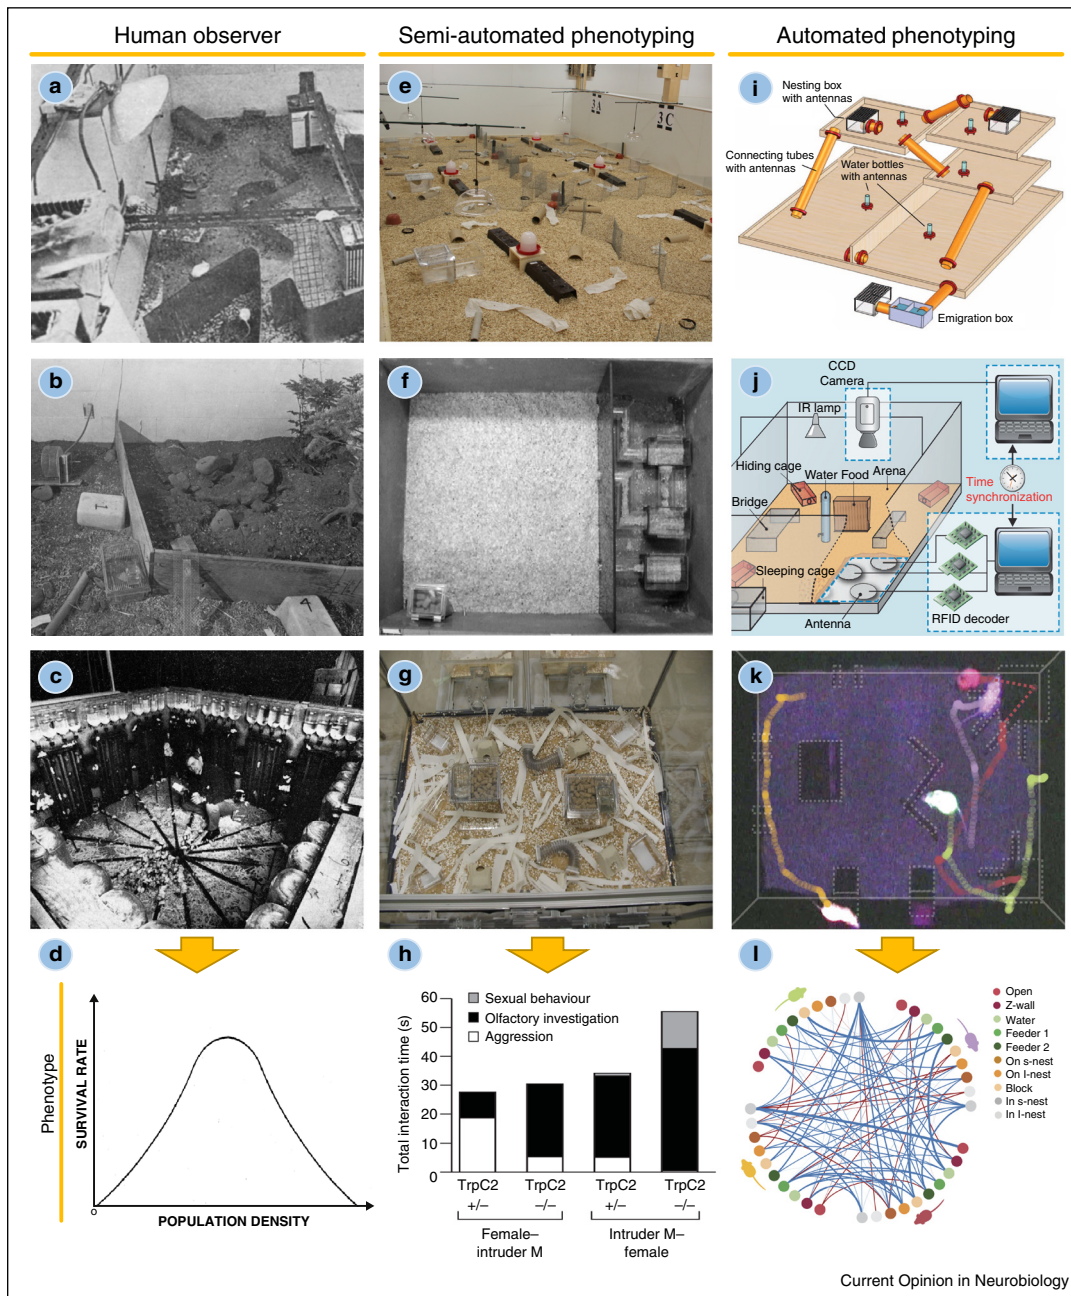 Human observer
Semi-automated phenotyping
Automated phenotyping
a
e
2 A
3 C
i
Nesting box
with antennas
Connecting tubes
with antennas
Water bottles
with antennas
Emigration box
b
1
4
f
j
CCD
Camera
IR lamp
Hiding cage
Water Food
Arena
Bridge
Time
synchronization
Sleeping cage
Antenna
RFID decoder
c
g
k
d
Phenotype
SURVIVAL RATE
o
POPULATION DENSITY
h
Total interaction time (s)
60
50
40
30
20
10
0
Sexual behaviour
Olfactory investigation
Aggression
TrpC2 TrpC2 TrpC2 TrpC2
+/– –/– +/– –/–
Female–
intruder M
Intruder M–
female
l
Open
Z-wall
Water
Feeder 1
Feeder 2
On s-nest
On l-nest
Block
In s-nest
In l-nest
Current Opinion in Neurobiology